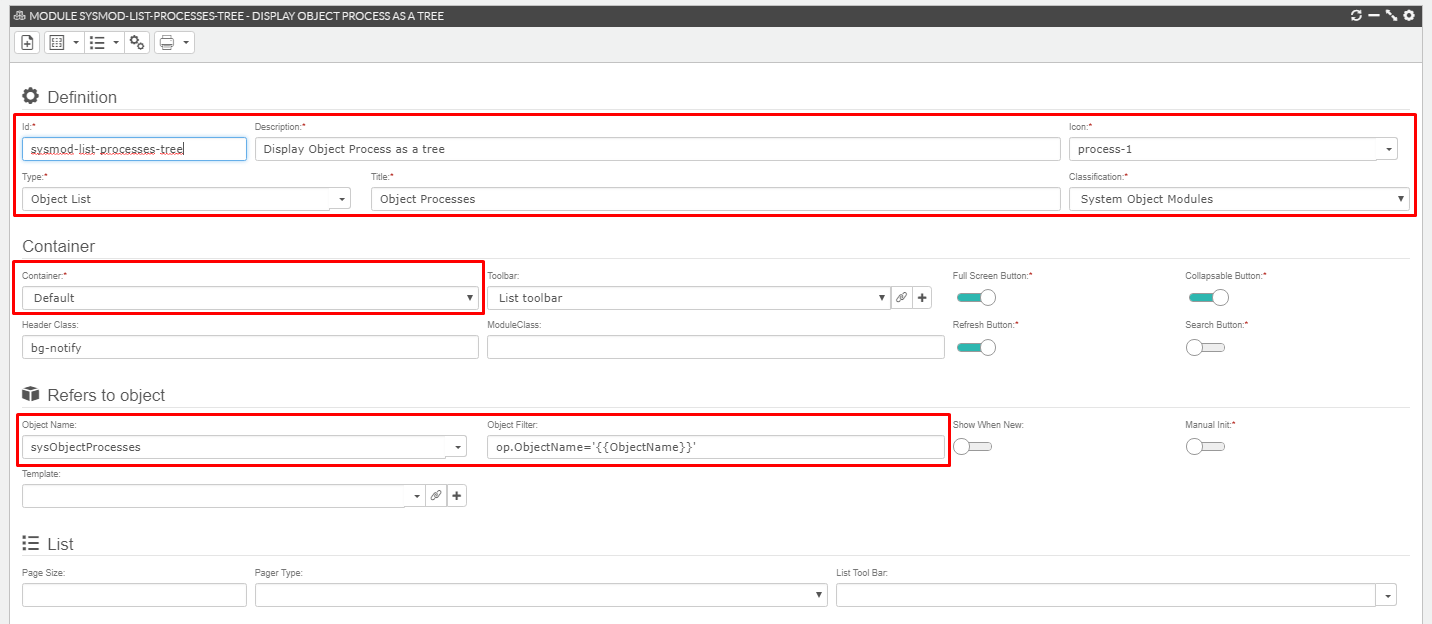 MODULE SYSMOD-LIST-PROCESSES-TREE - DISPLAY OBJECT PROCESS AS A TREE
Definition
Id:* Description:* Icon:*
sysmod-list-processes-tree Display Object Process as a tree process-1
Type:* Title:* Classification:*
Object List Object Processes System Object Modules
Container
Container:* Toolbar: Full Screen Button:* Collapsable Button:*
Default List toolbar
Header Class: ModuleClass: Refresh Button:* Search Button:*
bg-notify
Refers to object
Object Name: Object Filter: Show When New: Manual Init:*
sysObjectProcesses op.ObjectName='{{ObjectName}}'
Template:
List
Page Size: Pager Type: List Tool Bar: